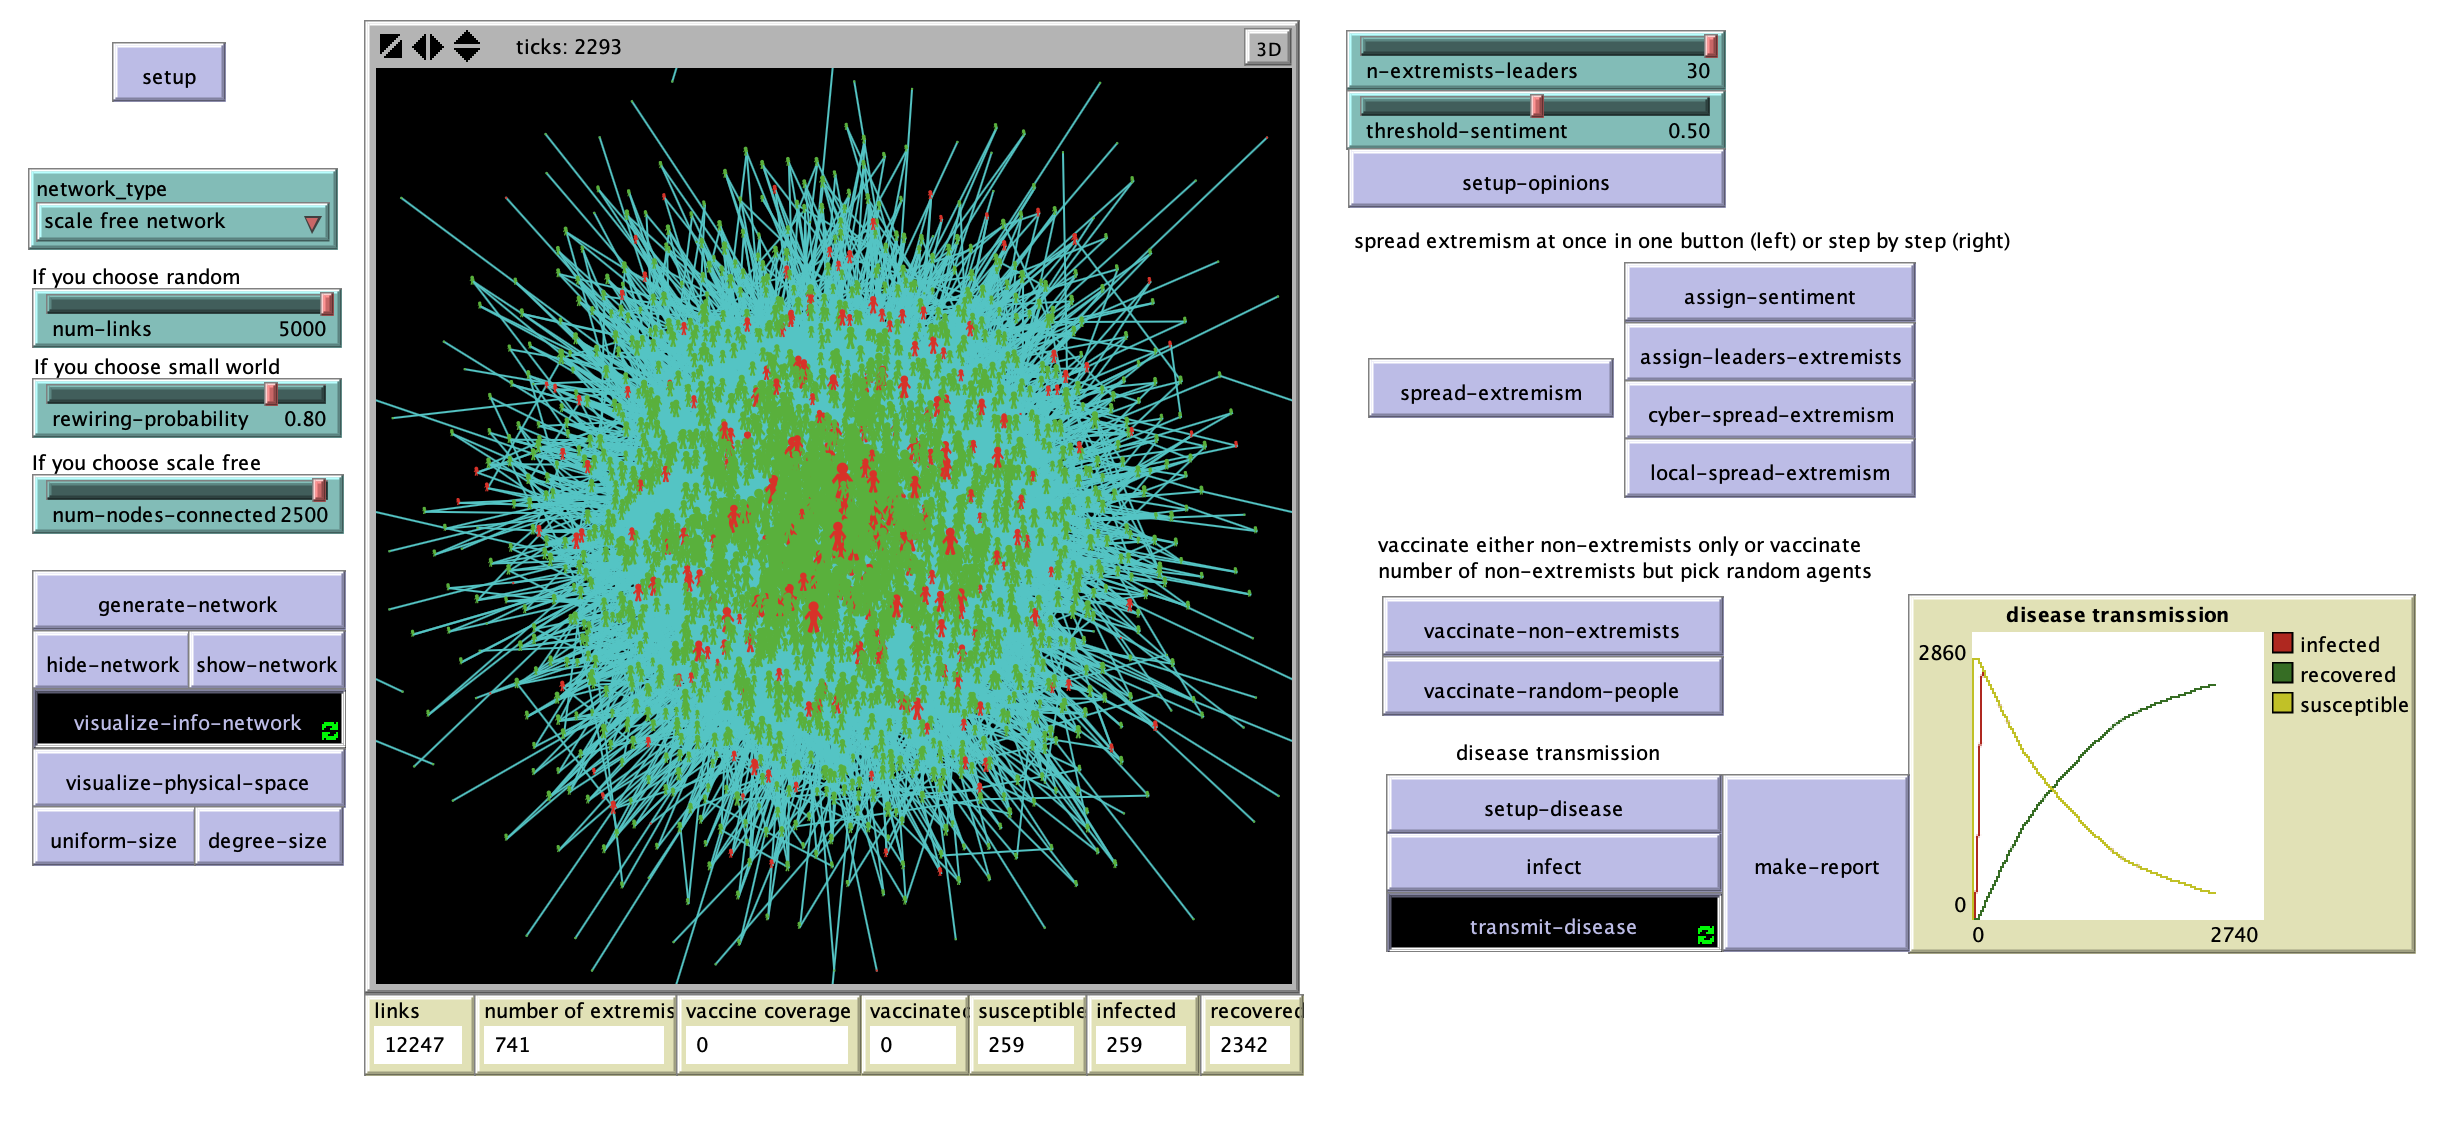 setup
network_type
scale free network
If you choose random
num-links 5000
If you choose small world
rewiring-probability 0.80
If you choose scale free
num-nodes-connected 2500
generate-network
hide-network show-network
visualize-info-network
visualize-physical-space
uniform-size degree-size
ticks: 2293
3D
links number of extremis vaccine coverage vaccinated susceptible infected recovered
12247 741 0 0 259 259 2342
n-extremists-leaders 30
threshold-sentiment 0.50
setup-opinions
spread extremism at once in one button (left) or step by step (right)
assign-sentiment
assign-leaders-extremists
spread-extremism
cyber-spread-extremism
local-spread-extremism
vaccinate either non-extremists only or vaccinate
number of non-extremists but pick random agents
vaccinate-non-extremists
vaccinate-random-people
disease transmission
setup-disease
infect
transmit-disease
make-report
disease transmission
2860
0
0 2740
infected
recovered
susceptible